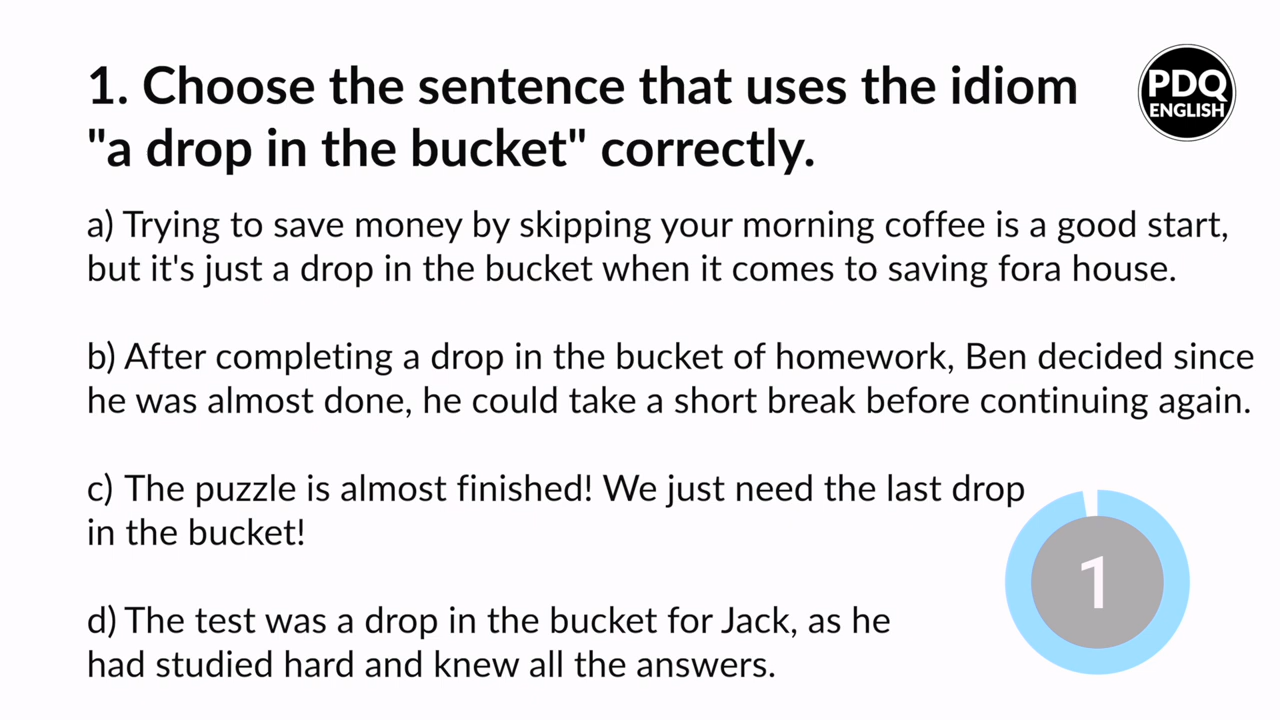 1. Choose the sentence that uses the idiom
"a drop in the bucket" correctly.
PDQ
ENGLISH
a) Trying to save money by skipping your morning coffee is a good start,
but it's just a drop in the bucket when it comes to saving fora house.
b) After completing a drop in the bucket of homework, Ben decided since
he was almost done, he could take a short break before continuing again.
c) The puzzle is almost finished! We just need the last drop
in the bucket!
1
d) The test was a drop in the bucket for Jack, as he
had studied hard and knew all the answers.